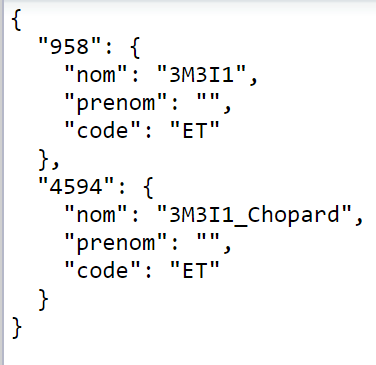 {
  "958": {
    "nom": "3M3I1",
    "prenom": "",
    "code": "ET"
  },
  "4594": {
    "nom": "3M3I1_Chopard",
    "prenom": "",
    "code": "ET"
  }
}